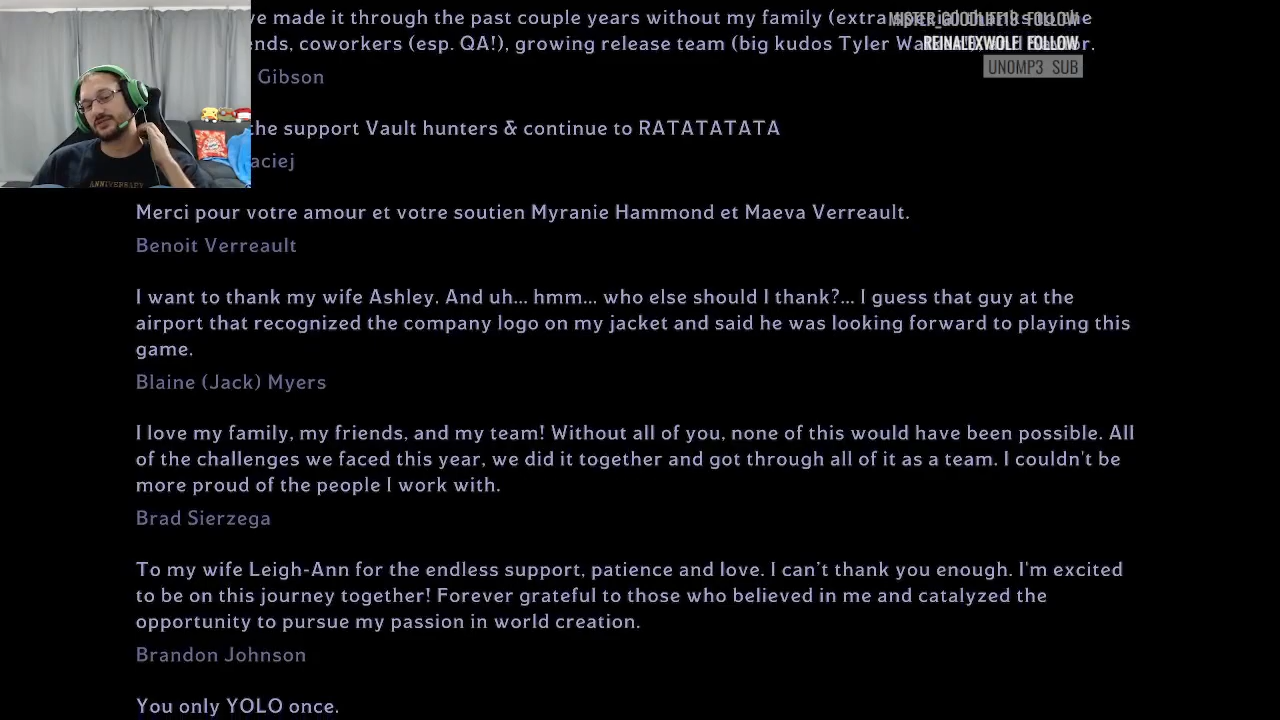 ve made it through the past couple years without my family (extra
MISTER_GOODLIFE13 FOLLOW
ends, coworkers (esp. QA!), growing release team (big kudos Tyler
REINALEXWOLF FOLLOW
Gibson
UNOMP3 SUB
the support Vault hunters & continue to RATATATATA
aciej
ANNIVERSARY
Merci pour votre amour et votre soutien Myranie Hammond et Maeva Verreault.
Benoit Verreault
I want to thank my wife Ashley. And uh... hmm... who else should I thank?... I guess that guy at the
airport that recognized the company logo on my jacket and said he was looking forward to playing this
game.
Blaine (Jack) Myers
I love my family, my friends, and my team! Without all of you, none of this would have been possible. All
of the challenges we faced this year, we did it together and got through all of it as a team. I couldn't be
more proud of the people I work with.
Brad Sierzega
To my wife Leigh-Ann for the endless support, patience and love. I can’t thank you enough. I'm excited
to be on this journey together! Forever grateful to those who believed in me and catalyzed the
opportunity to pursue my passion in world creation.
Brandon Johnson
You only YOLO once.